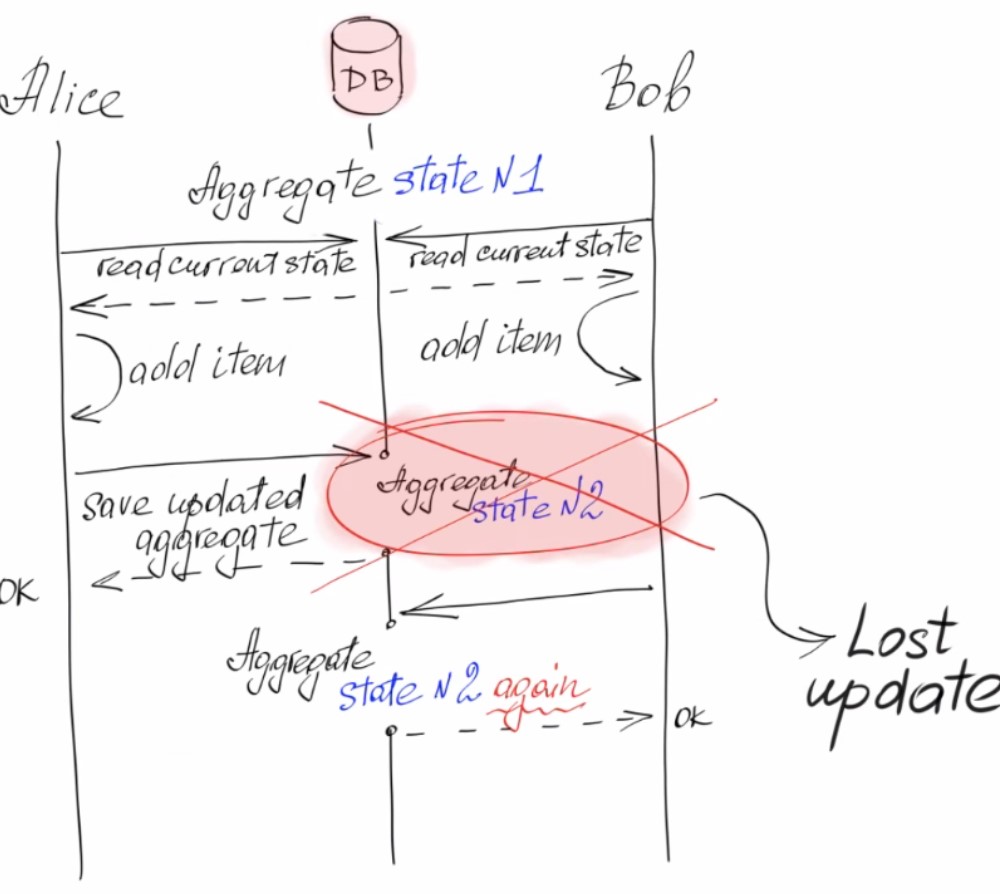 Alice
DB
Bob
Aggregate state N1
read current state
read current state
add item
add item
Aggregate
state N2
save updated
aggregate
OK
Lost
update
Aggregate
state N2 again
OK